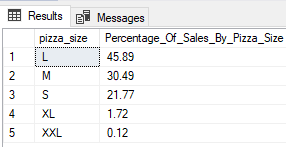 Results Messages
pizza_size Percentage_Of_Sales_By_Pizza_Size
1 L 45.89
2 M 30.49
3 S 21.77
4 XL 1.72
5 XXL 0.12